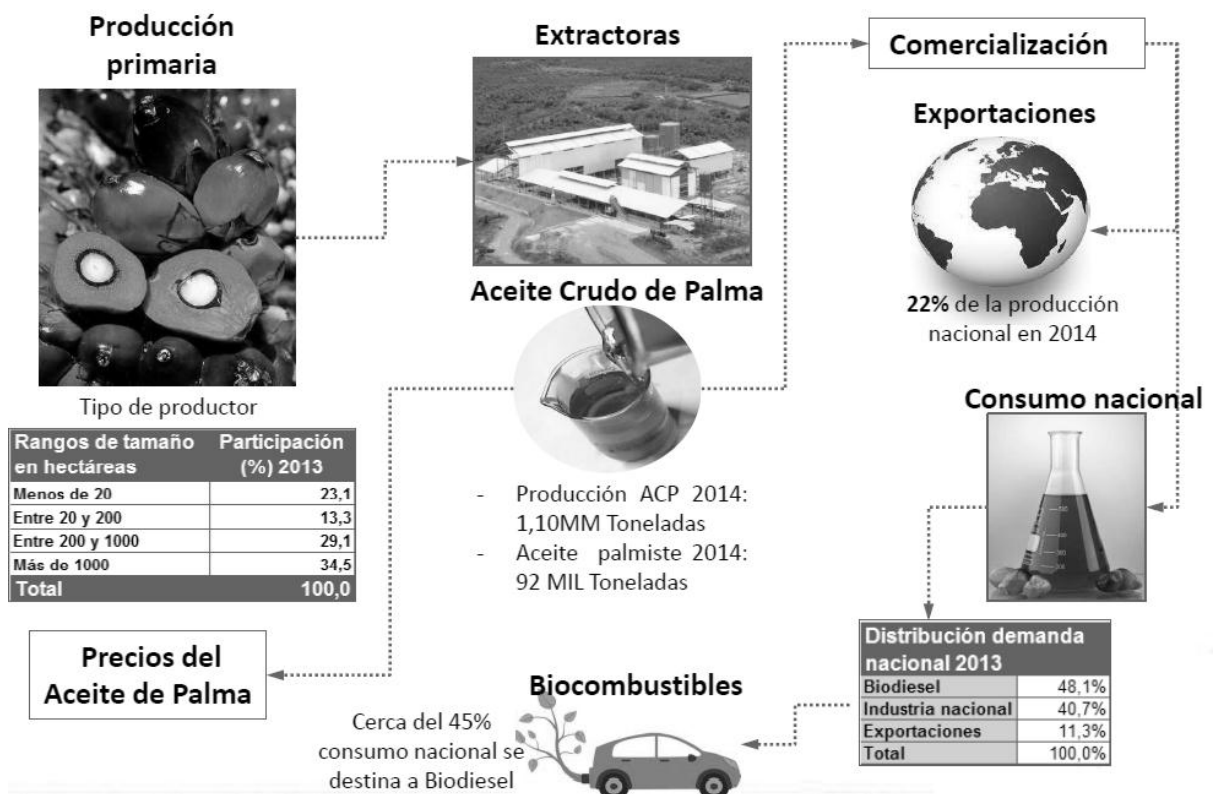 Producción
primaria
Extractoras
Comercialización
Exportaciones
22% de la producción
nacional en 2014
Aceite Crudo de Palma
Tipo de productor
Rangos de tamaño en hectáreas Participación (%) 2013
Menos de 20 23,1
Entre 20 y 200 13,3
Entre 200 y 1000 29,1
Más de 1000 34,5
Total 100,0
- Producción ACP 2014:
1,10MM Toneladas
- Aceite palmiste 2014:
92 MIL Toneladas
Consumo nacional
Distribución demanda
nacional 2013
Biodiesel 48,1%
Industria nacional 40,7%
Exportaciones 11,3%
Total 100,0%
Precios del
Aceite de Palma
Biocombustibles
Cerca del 45%
consumo nacional se
destina a Biodiesel